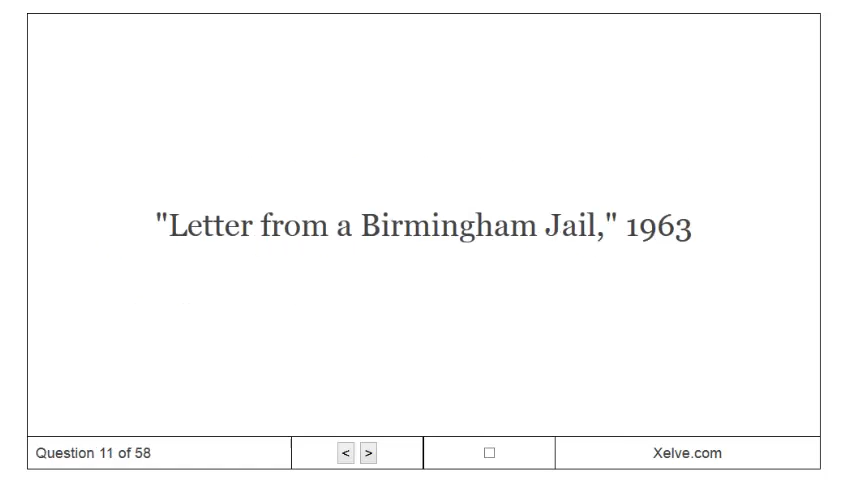 "Letter from a Birmingham Jail," 1963
Question 11 of 58
< >
Xelve.com